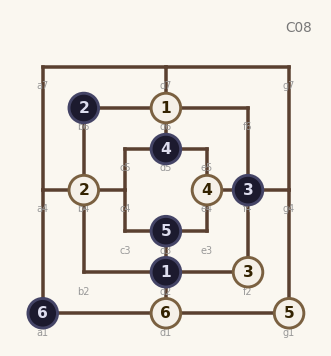 C08
a7 d7 g7
2 1
b6 d6 f6
4
c5 d5 e5
2 4 3
a4 b4 c4 e4 f4 g4
5
c3 d3 e3
1 3
b2 d2 f2
6 6 5
a1 d1 g1